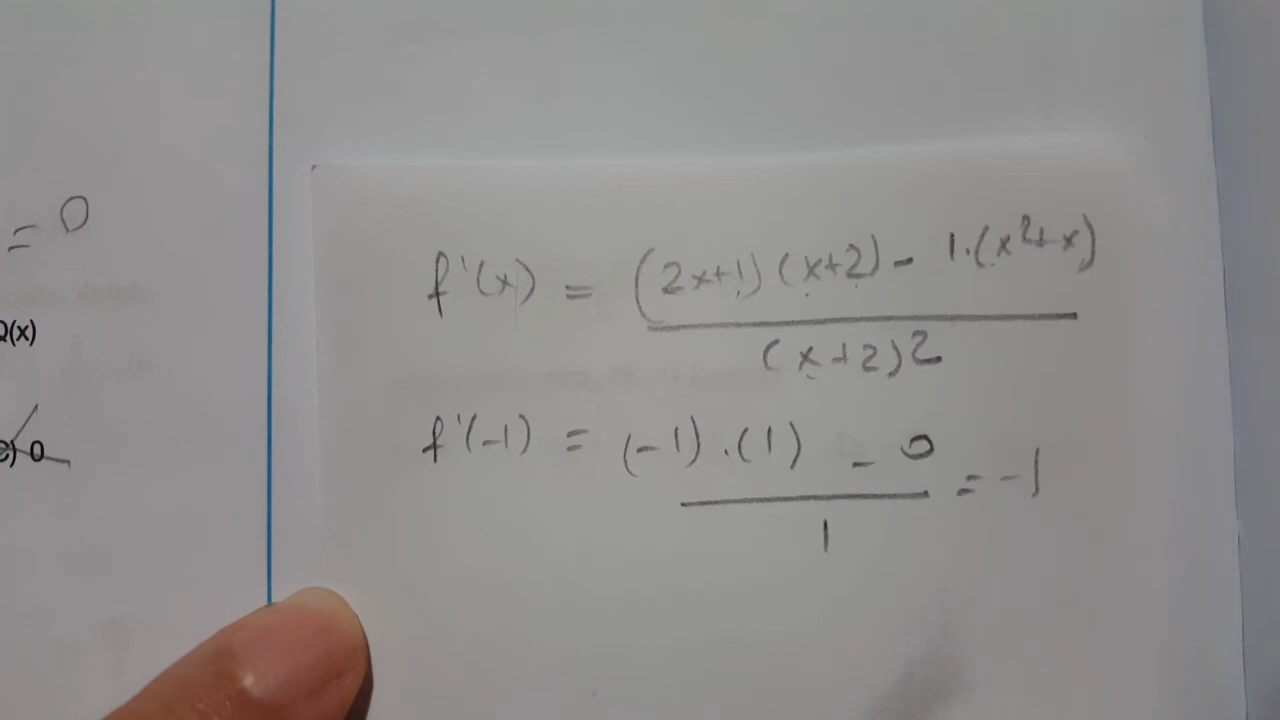 = 0
Q(x)
) 0
f'(x) = (2x+1)(x+2) - 1.(x²+x)
(x+2)2
f'(-1) = (-1).(1) - 0 = -1
1